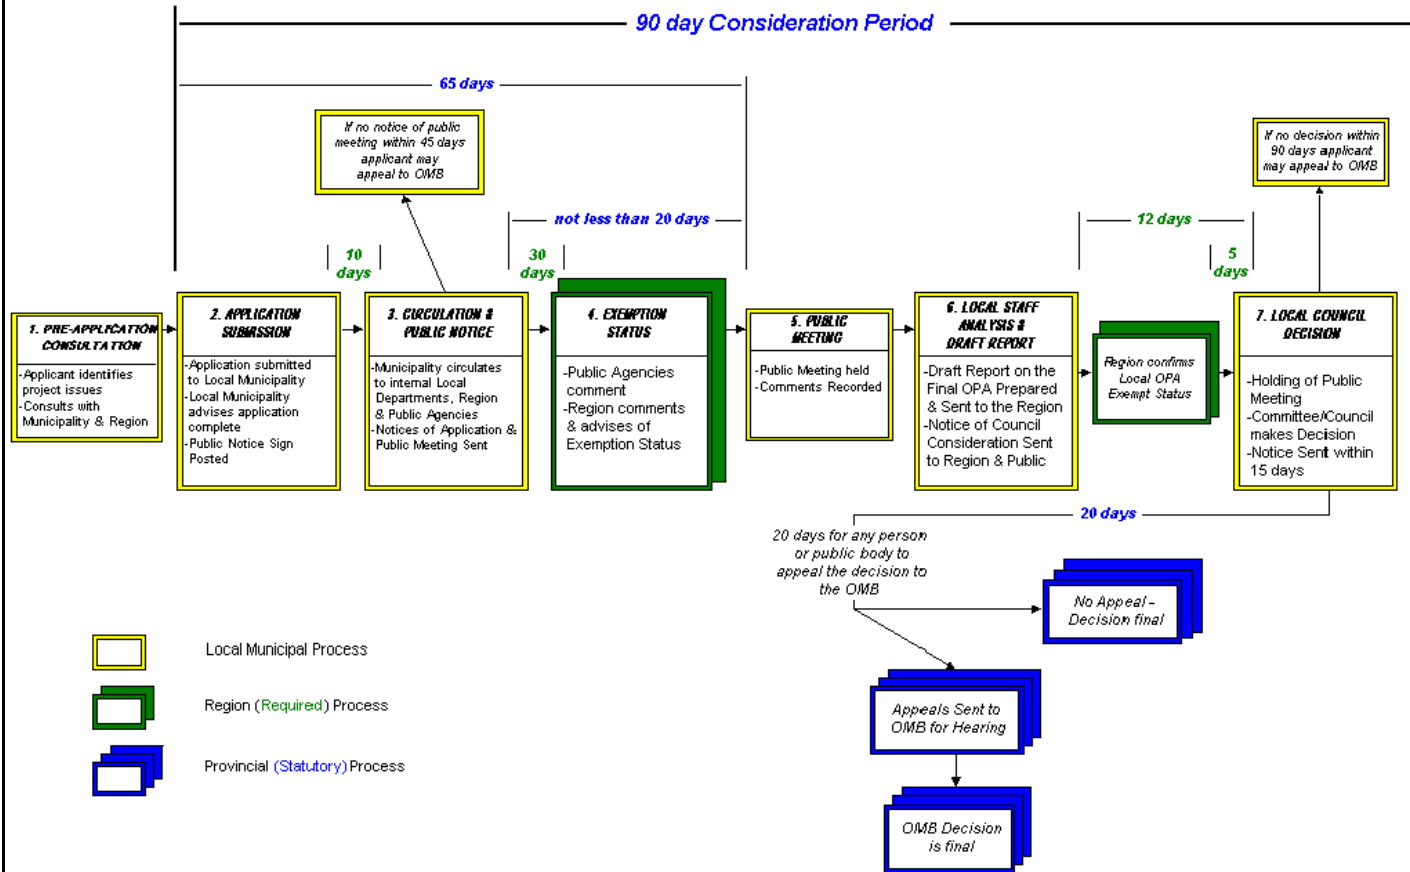 90 day Consideration Period
65 days
If no notice of public
meeting within 45 days
applicant may
appeal to OMB
If no decision within
90 days applicant
may appeal to OMB
not less than 20 days
12 days
10
days
30
days
5
days
1. PRE-APPLICATION
CONSULTATION
-Applicant identifies
project issues
-Consults with
Municipality & Region
2. APPLICATION
SUBMISSION
-Application submitted
to Local Municipality
-Local Municipality
advises application
complete
-Public Notice Sign
Posted
3. CIRCULATION &
PUBLIC NOTICE
-Municipality circulates
to internal Local
Departments, Region
& Public Agencies
-Notices of Application &
Public Meeting Sent
4. EXEMPTION
STATUS
-Public Agencies
comment
-Region comments
& advises of
Exemption Status
5. PUBLIC
MEETING
-Public Meeting held
-Comments Recorded
6. LOCAL STAFF
ANALYSIS &
DRAFT REPORT
-Draft Report on the
Final OPA Prepared
& Sent to the Region
-Notice of Council
Consideration Sent
to Region & Public
Region confirms
Local OPA
Exempt Status
7. LOCAL COUNCIL
DECISION
-Holding of Public
Meeting
-Committee/Council
makes Decision
-Notice Sent within
15 days
20 days
20 days for any person
or public body to
appeal the decision to
the OMB
No Appeal –
Decision final
Appeals Sent to
OMB for Hearing
OMB Decision
is final
Local Municipal Process
Region (Required) Process
Provincial (Statutory) Process